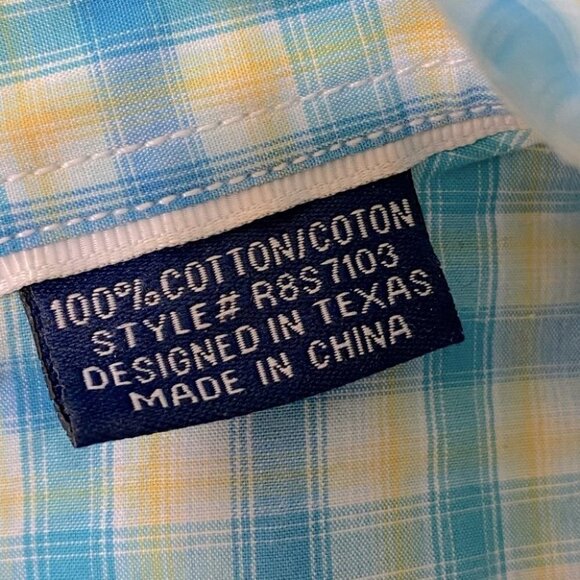 100% COTTON/COTON
STYLE# R8S7103
DESIGNED IN TEXAS
MADE IN CHINA